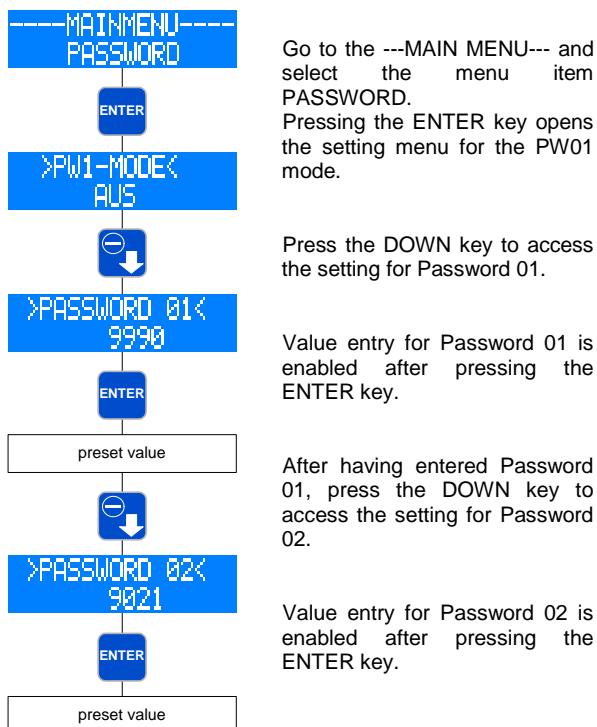 ----MAINMENU----
PASSWORD
ENTER
>PW1-MODE<
AUS
>PASSWORD 01<
9990
ENTER
preset value
>PASSWORD 02<
9021
ENTER
preset value
Go to the ---MAIN MENU--- and
select the menu item
PASSWORD.
Pressing the ENTER key opens
the setting menu for the PW01
mode.
Press the DOWN key to access
the setting for Password 01.
Value entry for Password 01 is
enabled after pressing the
ENTER key.
After having entered Password
01, press the DOWN key to
access the setting for Password
02.
Value entry for Password 02 is
enabled after pressing the
ENTER key.